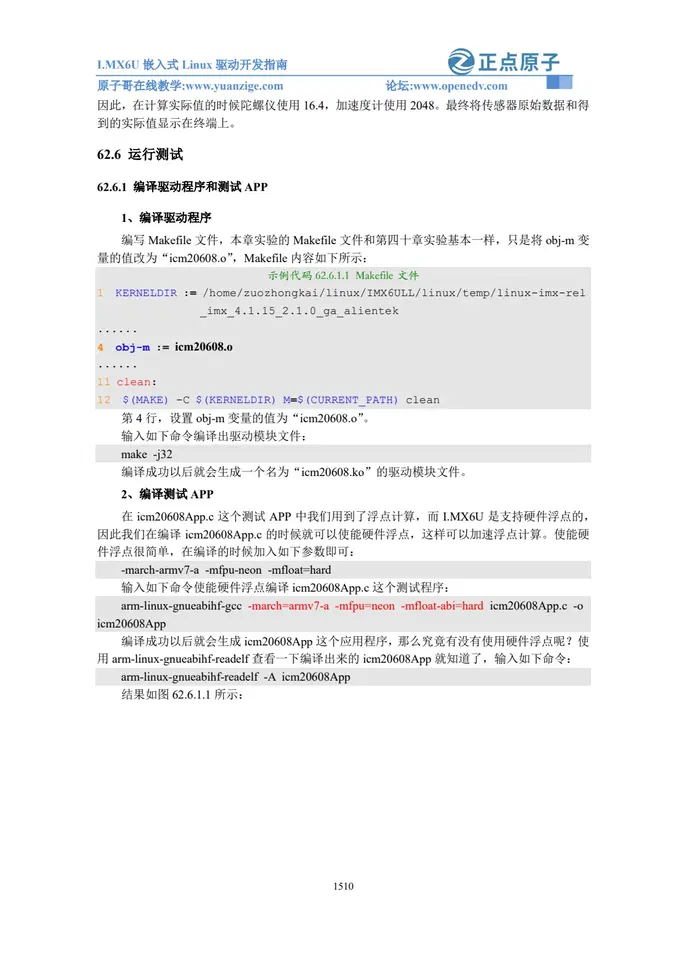 I.MX6U 嵌入式 Linux 驱动开发指南
正点原子
原子哥在线教学:www.yuanzige.com 论坛:www.openedv.com
因此，在计算实际值的时候陀螺仪使用 16.4，加速度计使用 2048。最终将传感器原始数据和得
到的实际值显示在终端上。
62.6 运行测试
62.6.1 编译驱动程序和测试 APP
1、编译驱动程序
编写 Makefile 文件，本章实验的 Makefile 文件和第四十章实验基本一样，只是将 obj-m 变
量的值改为“icm20608.o”，Makefile 内容如下所示：
示例代码 62.6.1.1 Makefile 文件
1 KERNELDIR := /home/zuozhongkai/linux/IMX6ULL/linux/temp/linux-imx-rel
_imx_4.1.15_2.1.0_ga_alientek
......
4 obj-m := icm20608.o
......
11 clean:
12 $(MAKE) -C $(KERNELDIR) M=$(CURRENT_PATH) clean
第 4 行，设置 obj-m 变量的值为“icm20608.o”。
输入如下命令编译出驱动模块文件：
make -j32
编译成功以后就会生成一个名为“icm20608.ko”的驱动模块文件。
2、编译测试 APP
在 icm20608App.c 这个测试 APP 中我们用到了浮点计算，而 I.MX6U 是支持硬件浮点的，
因此我们在编译 icm20608App.c 的时候就可以使能硬件浮点，这样可以加速浮点计算。使能硬
件浮点很简单，在编译的时候加入如下参数即可：
-march-armv7-a -mfpu-neon -mfloat=hard
输入如下命令使能硬件浮点编译 icm20608App.c 这个测试程序：
arm-linux-gnueabihf-gcc -march=armv7-a -mfpu=neon -mfloat-abi=hard icm20608App.c -o
icm20608App
编译成功以后就会生成 icm20608App 这个应用程序，那么究竟有没有使用硬件浮点呢？使
用 arm-linux-gnueabihf-readelf 查看一下编译出来的 icm20608App 就知道了，输入如下命令：
arm-linux-gnueabihf-readelf -A icm20608App
结果如图 62.6.1.1 所示：
1510